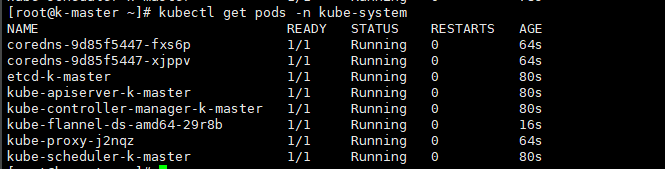 [root@k-master ~]# kubectl get pods -n kube-system
NAME READY STATUS RESTARTS AGE
coredns-9d85f5447-fxs6p 1/1 Running 0 64s
coredns-9d85f5447-xjppv 1/1 Running 0 64s
etcd-k-master 1/1 Running 0 80s
kube-apiserver-k-master 1/1 Running 0 80s
kube-controller-manager-k-master 1/1 Running 0 80s
kube-flannel-ds-amd64-29r8b 1/1 Running 0 16s
kube-proxy-j2nqz 1/1 Running 0 64s
kube-scheduler-k-master 1/1 Running 0 80s